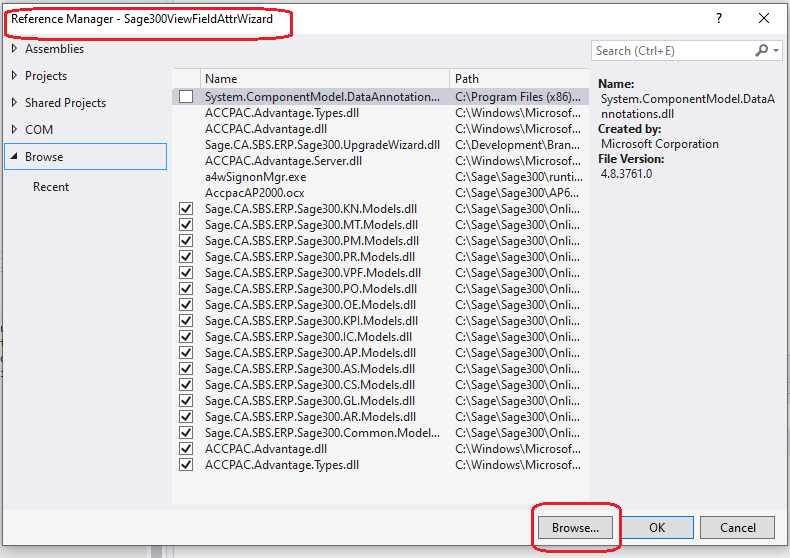 Reference Manager - Sage300ViewFieldAttrWizard ?
Assemblies
Projects
Shared Projects
COM
Browse
Recent
Name Path
System.ComponentModel.DataAnnotation... C:\Program Files (x86)...
ACCPAC.Advantage.Types.dll C:\Windows\Microsof...
ACCPAC.Advantage.dll C:\Windows\Microsof...
Sage.CA.SBS.ERP.Sage300.UpgradeWizard.dll C:\Development\Bran...
ACCPAC.Advantage.Server.dll C:\Windows\Microsof...
a4wSignonMgr.exe C:\Sage\Sage300\runti...
AccpacAP2000.ocx C:\Sage\Sage300\AP6...
Sage.CA.SBS.ERP.Sage300.KN.Models.dll C:\Sage\Sage300\Onli...
Sage.CA.SBS.ERP.Sage300.MT.Models.dll C:\Sage\Sage300\Onli...
Sage.CA.SBS.ERP.Sage300.PM.Models.dll C:\Sage\Sage300\Onli...
Sage.CA.SBS.ERP.Sage300.PR.Models.dll C:\Sage\Sage300\Onli...
Sage.CA.SBS.ERP.Sage300.VPF.Models.dll C:\Sage\Sage300\Onli...
Sage.CA.SBS.ERP.Sage300.PO.Models.dll C:\Sage\Sage300\Onli...
Sage.CA.SBS.ERP.Sage300.OE.Models.dll C:\Sage\Sage300\Onli...
Sage.CA.SBS.ERP.Sage300.KPI.Models.dll C:\Sage\Sage300\Onli...
Sage.CA.SBS.ERP.Sage300.IC.Models.dll C:\Sage\Sage300\Onli...
Sage.CA.SBS.ERP.Sage300.AP.Models.dll C:\Sage\Sage300\Onli...
Sage.CA.SBS.ERP.Sage300.AS.Models.dll C:\Sage\Sage300\Onli...
Sage.CA.SBS.ERP.Sage300.CS.Models.dll C:\Sage\Sage300\Onli...
Sage.CA.SBS.ERP.Sage300.GL.Models.dll C:\Sage\Sage300\Onli...
Sage.CA.SBS.ERP.Sage300.AR.Models.dll C:\Sage\Sage300\Onli...
Sage.CA.SBS.ERP.Sage300.Common.Model... C:\Sage\Sage300\Onli...
ACCPAC.Advantage.dll C:\Windows\Microsof...
ACCPAC.Advantage.Types.dll C:\Windows\Microsof...
Search (Ctrl+E)
Name:
System.ComponentModel.DataA
nnotations.dll
Created by:
Microsoft Corporation
File Version:
4.8.3761.0
Browse... OK Cancel